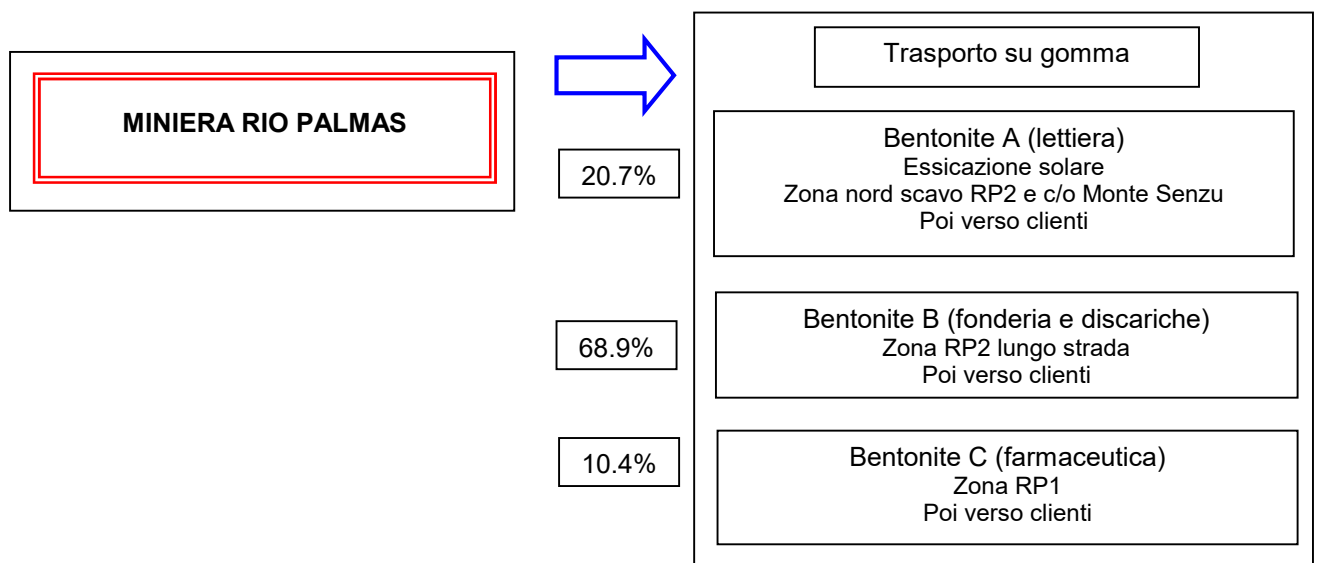 MINIERA RIO PALMAS
Trasporto su gomma
20.7%
Bentonite A (lettiera)
Essicazione solare
Zona nord scavo RP2 e c/o Monte Senzu
Poi verso clienti
68.9%
Bentonite B (fonderia e discariche)
Zona RP2 lungo strada
Poi verso clienti
10.4%
Bentonite C (farmaceutica)
Zona RP1
Poi verso clienti